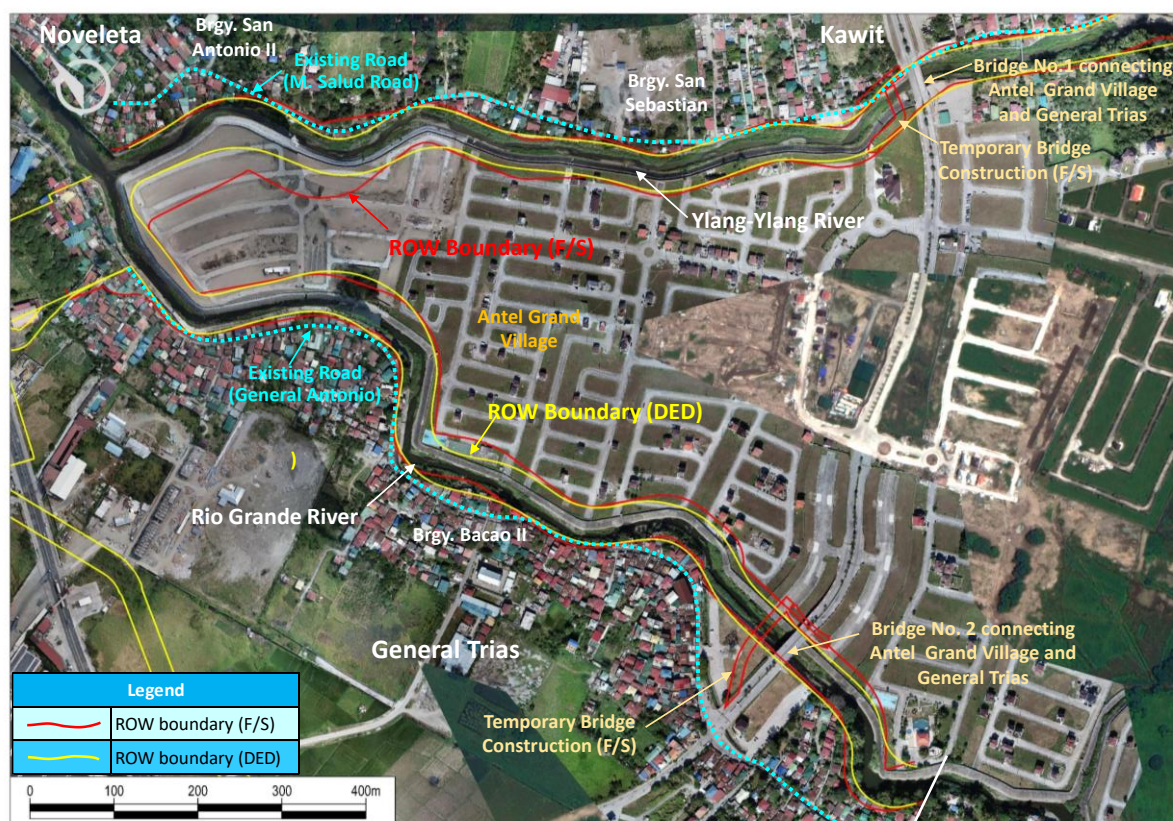 Noveleta
Brgy. San
Antonio II
Existing Road
(M. Salud Road)
Brgy. San
Sebastian
Kawit
Bridge No.1 connecting
Antel Grand Village
and General Trias
Temporary Bridge
Construction (F/S)
Ylang-Ylang River
ROW Boundary (F/S)
Antel Grand
Village
Existing Road
(General Antonio)
ROW Boundary (DED)
Rio Grande River
Brgy. Bacao II
General Trias
Bridge No. 2 connecting
Antel Grand Village and
General Trias
Temporary Bridge
Construction (F/S)
Legend
ROW boundary (F/S)
ROW boundary (DED)
0 100 200 300 400m